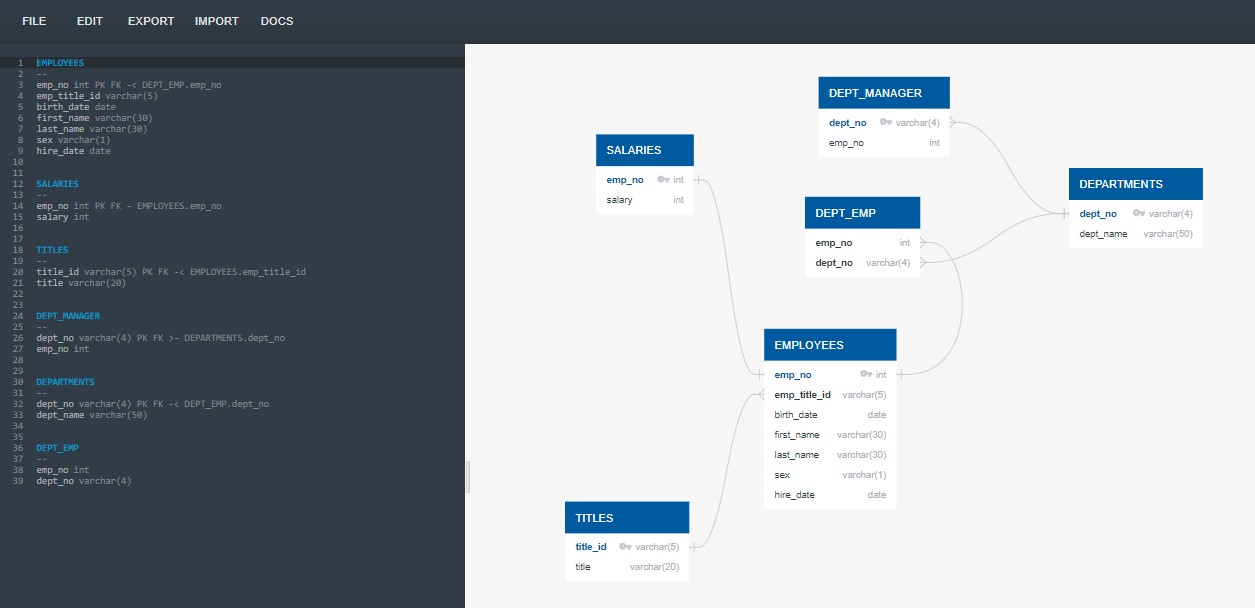 FILE EDIT EXPORT IMPORT DOCS
1 EMPLOYEES
2 --
3 emp_no int PK FK -< DEPT_EMP.emp_no
4 emp_title_id varchar(5)
5 birth_date date
6 first_name varchar(30)
7 last_name varchar(30)
8 sex varchar(1)
9 hire_date date
10
11
12 SALARIES
13 --
14 emp_no int PK FK - EMPLOYEES.emp_no
15 salary int
16
17
18 TITLES
19 --
20 title_id varchar(5) PK FK -< EMPLOYEES.emp_title_id
21 title varchar(20)
22
23
24 DEPT_MANAGER
25 --
26 dept_no varchar(4) PK FK >- DEPARTMENTS.dept_no
27 emp_no int
28
29
30 DEPARTMENTS
31 --
32 dept_no varchar(4) PK FK -< DEPT_EMP.dept_no
33 dept_name varchar(50)
34
35
36 DEPT_EMP
37 --
38 emp_no int
39 dept_no varchar(4)
DEPT_MANAGER
dept_no varchar(4)
emp_no int
SALARIES
emp_no int
salary int
DEPARTMENTS
dept_no varchar(4)
dept_name varchar(50)
DEPT_EMP
emp_no int
dept_no varchar(4)
EMPLOYEES
emp_no int
emp_title_id varchar(5)
birth_date date
first_name varchar(30)
last_name varchar(30)
sex varchar(1)
hire_date date
TITLES
title_id varchar(5)
title varchar(20)